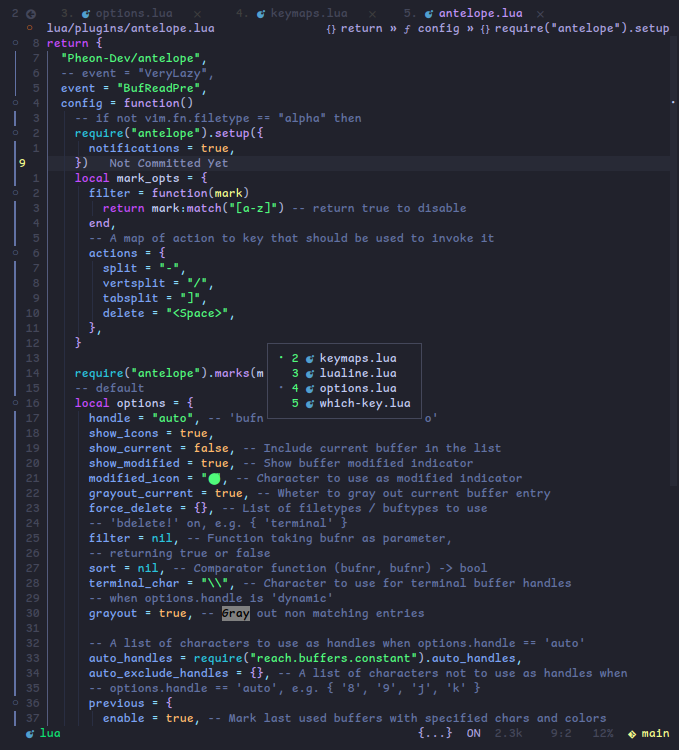 2 3. options.lua × 4. keymaps.lua × 5. antelope.lua ×
lua/plugins/antelope.lua {} return » ƒ config » {} require("antelope").setup
8 return {
7 "Pheon-Dev/antelope",
6 -- event = "VeryLazy",
5 event = "BufReadPre",
4 config = function()
3 -- if not vim.fn.filetype == "alpha" then
2 require("antelope").setup({
1 notifications = true,
9 }) Not Committed Yet
1 local mark_opts = {
2 filter = function(mark)
3 return mark:match("[a-z]") -- return true to disable
4 end,
5 -- A map of action to key that should be used to invoke it
6 actions = {
7 split = "-",
8 vertsplit = "/",
9 tabsplit = "]",
10 delete = "<Space>",
11 },
12 }
13
14 require("antelope").marks(m
15 -- default
16 local options = {
17 handle = "auto", -- 'bufn o'
2 keymaps.lua
3 lualine.lua
4 options.lua
5 which-key.lua
18 show_icons = true,
19 show_current = false, -- Include current buffer in the list
20 show_modified = true, -- Show buffer modified indicator
21 modified_icon = "⬤", -- Character to use as modified indicator
22 grayout_current = true, -- Wheter to gray out current buffer entry
23 force_delete = {}, -- List of filetypes / buftypes to use
24 -- 'bdelete!' on, e.g. { 'terminal' }
25 filter = nil, -- Function taking bufnr as parameter,
26 -- returning true or false
27 sort = nil, -- Comparator function (bufnr, bufnr) -> bool
28 terminal_char = "\\", -- Character to use for terminal buffer handles
29 -- when options.handle is 'dynamic'
30 grayout = true, -- Gray out non matching entries
31
32 -- A list of characters to use as handles when options.handle == 'auto'
33 auto_handles = require("reach.buffers.constant").auto_handles,
34 auto_exclude_handles = {}, -- A list of characters not to use as handles when
35 -- options.handle == 'auto', e.g. { '8', '9', 'j', 'k' }
36 previous = {
37 enable = true, -- Mark last used buffers with specified chars and colors
lua {...} ON 2.3k 9:2 12% main